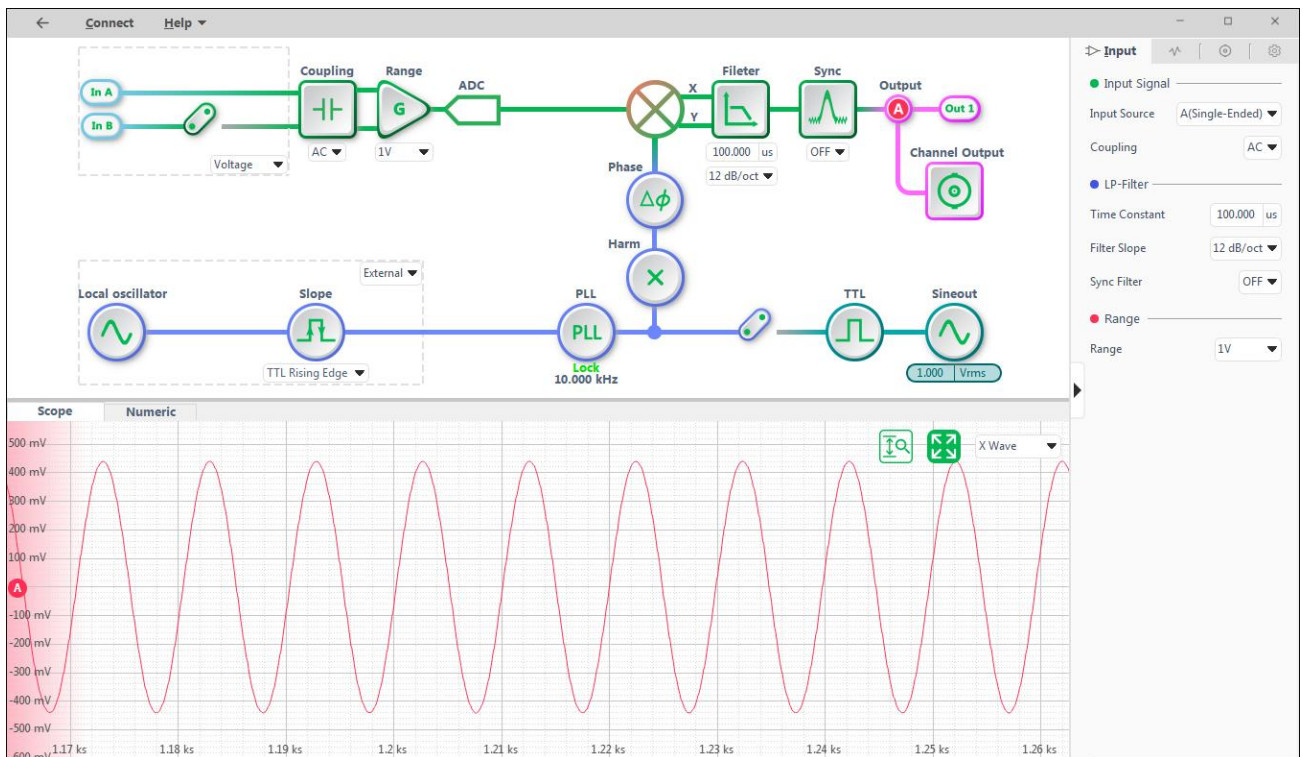 ← Connect Help
Input
Coupling Range ADC X Fileter Sync Output
In A G Y A Out 1
In B
Voltage AC 1V 100.000 us OFF Channel Output
12 dB/oct
Phase
Δϕ
Harm
×
External
Local oscillator Slope PLL TTL Sineout
PLL
TTL Rising Edge Lock 1.000 Vrms
10.000 kHz
Input Signal
Input Source A(Single-Ended)
Coupling AC
LP-Filter
Time Constant 100.000 us
Filter Slope 12 dB/oct
Sync Filter OFF
Range
Range 1V
Scope Numeric
X Wave
500 mV
400 mV
300 mV
200 mV
100 mV
A
-100 mV
-200 mV
-300 mV
-400 mV
-500 mV
-600 mV
1.17 ks 1.18 ks 1.19 ks 1.2 ks 1.21 ks 1.22 ks 1.23 ks 1.24 ks 1.25 ks 1.26 ks